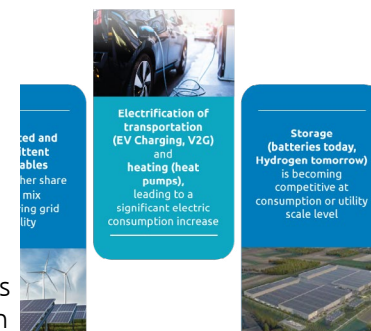 ted and
ittent
ables
her share
mix
ing grid
lity
s
n
Electrification of
transportation
(EV Charging, V2G)
and
heating (heat
pumps),
leading to a
significant electric
consumption increase
Storage
(batteries today,
Hydrogen tomorrow)
is becoming
competitive at
consumption or utility
scale level